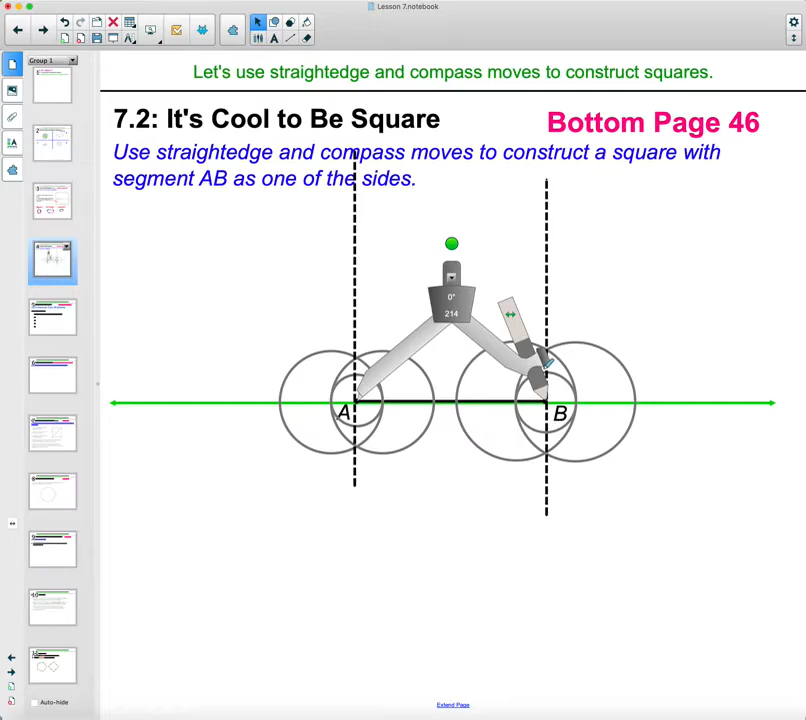 Lesson 7.notebook
Group 1
Let's use straightedge and compass moves to construct squares.
7.2: It's Cool to Be Square
Bottom Page 46
Use straightedge and compass moves to construct a square with
segment AB as one of the sides.
0°
214
A
B
Auto-hide
Extend Page